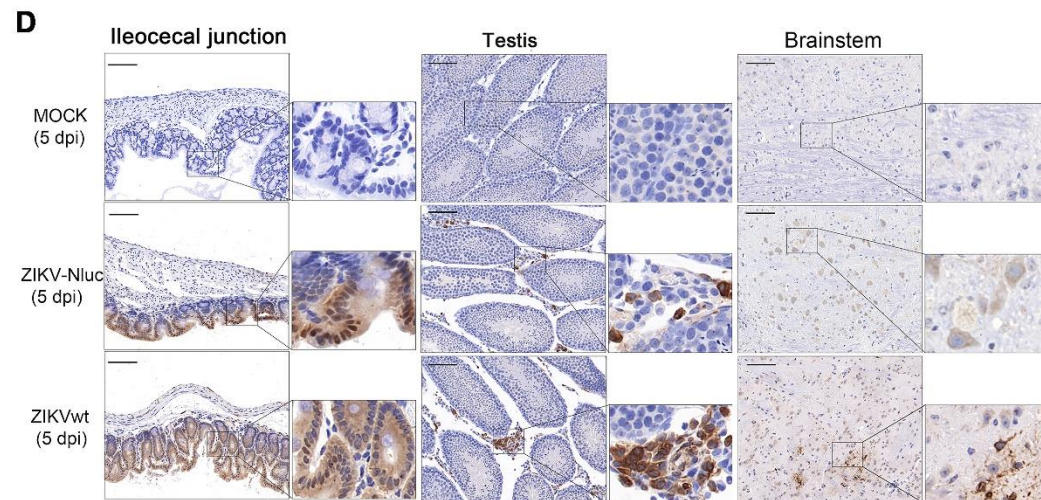 D
Ileocecal junction
Testis
Brainstem
MOCK
(5 dpi)
ZIKV-Nluc
(5 dpi)
ZIKVwt
(5 dpi)